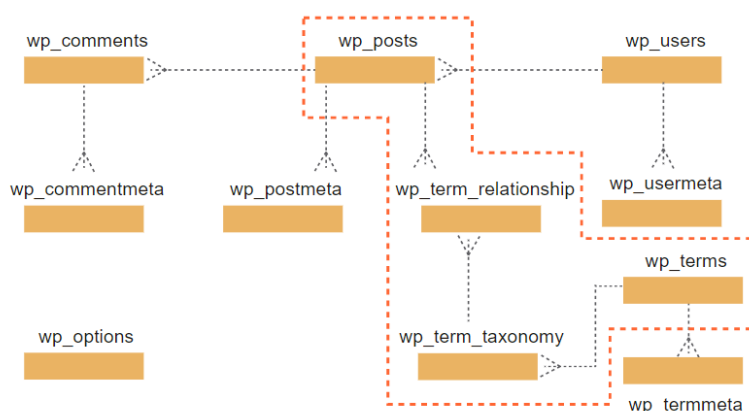 wp_comments
wp_posts
wp_users
wp_commentmeta
wp_postmeta
wp_term_relationship
wp_usermeta
wp_terms
wp_options
wp_term_taxonomy
wp_termmeta